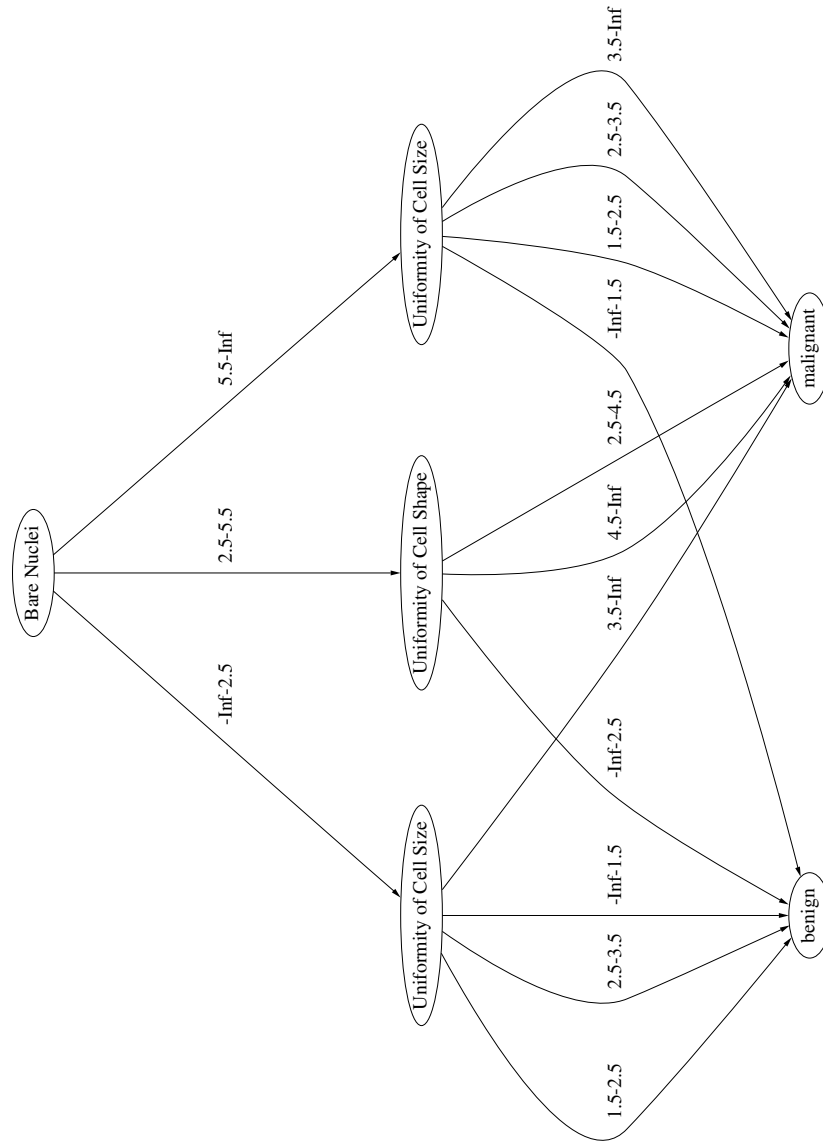 Bare Nuclei
-Inf-2.5
2.5-5.5
5.5-Inf
Uniformity of Cell Size
Uniformity of Cell Shape
Uniformity of Cell Size
1.5-2.5
2.5-3.5
-Inf-1.5
-Inf-2.5
3.5-Inf
4.5-Inf
2.5-4.5
-Inf-1.5
1.5-2.5
2.5-3.5
3.5-Inf
benign
malignant